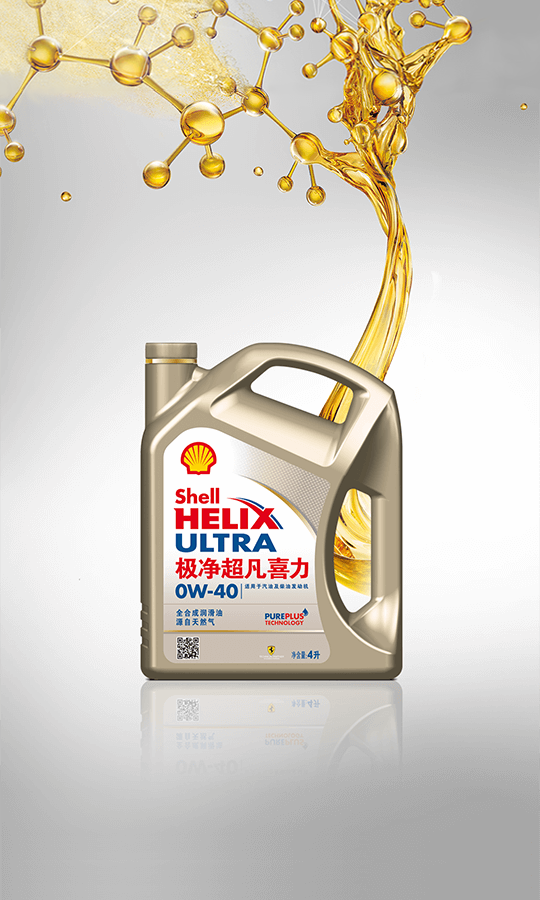 Shell
HELIX
ULTRA
极净超凡喜力
0W-40 适用于汽油及柴油发动机
全合成润滑油
源自天然气
PUREPLUS
TECHNOLOGY
净含量:4升